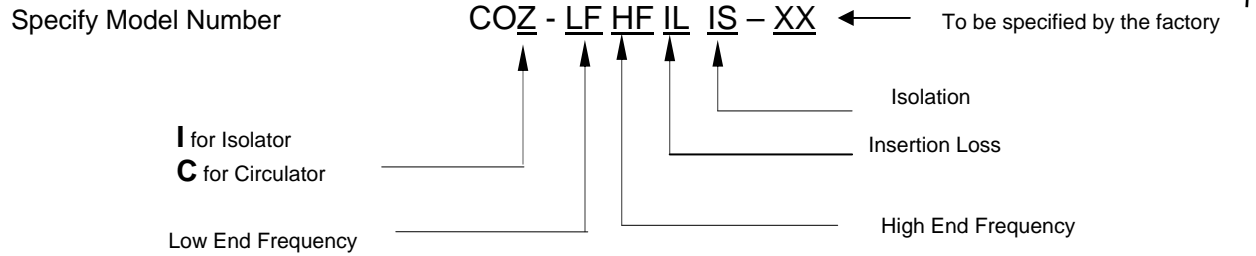 Specify Model Number COZ - LF HF IL IS – XX To be specified by the factory
Isolation
I for Isolator
Insertion Loss
C for Circulator
High End Frequency
Low End Frequency